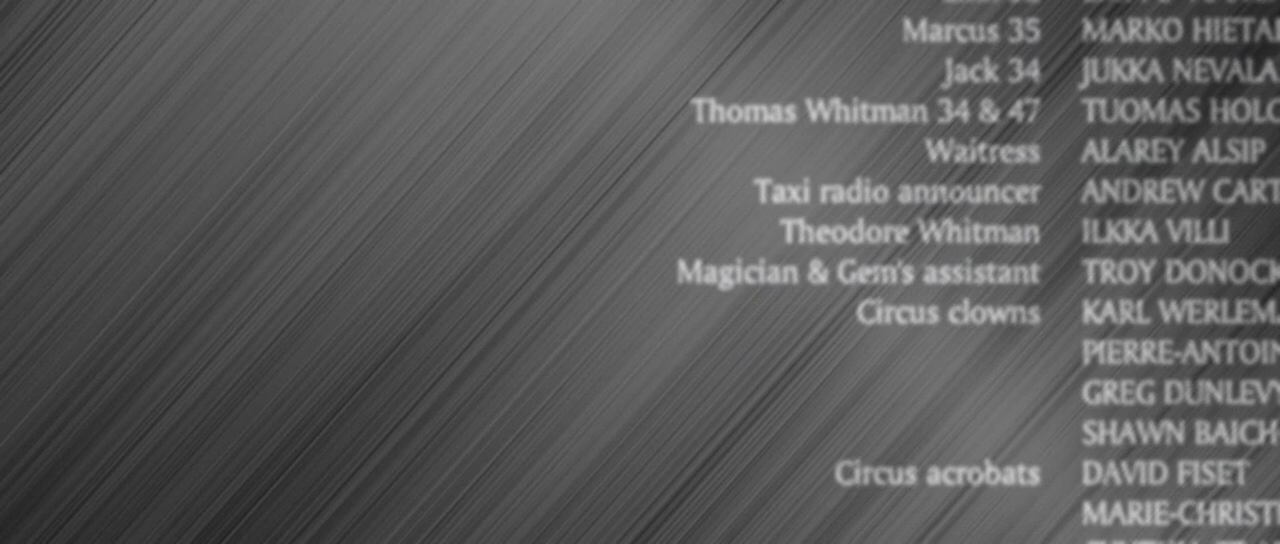 Marcus 35 MARKO HIETA
Jack 34 JUKKA NEVALA
Thomas Whitman 34 & 47 TUOMAS HOLO
Waitress ALAREY ALSIP
Taxi radio announcer ANDREW CART
Theodore Whitman ILKKA VILLI
Magician & Gem's assistant TROY DONOCK
Circus clowns KARL WERLEM
PIERRE-ANTOIN
GREG DUNLEVY
SHAWN BAICH
Circus acrobats DAVID FISET
MARIE-CHRISTI